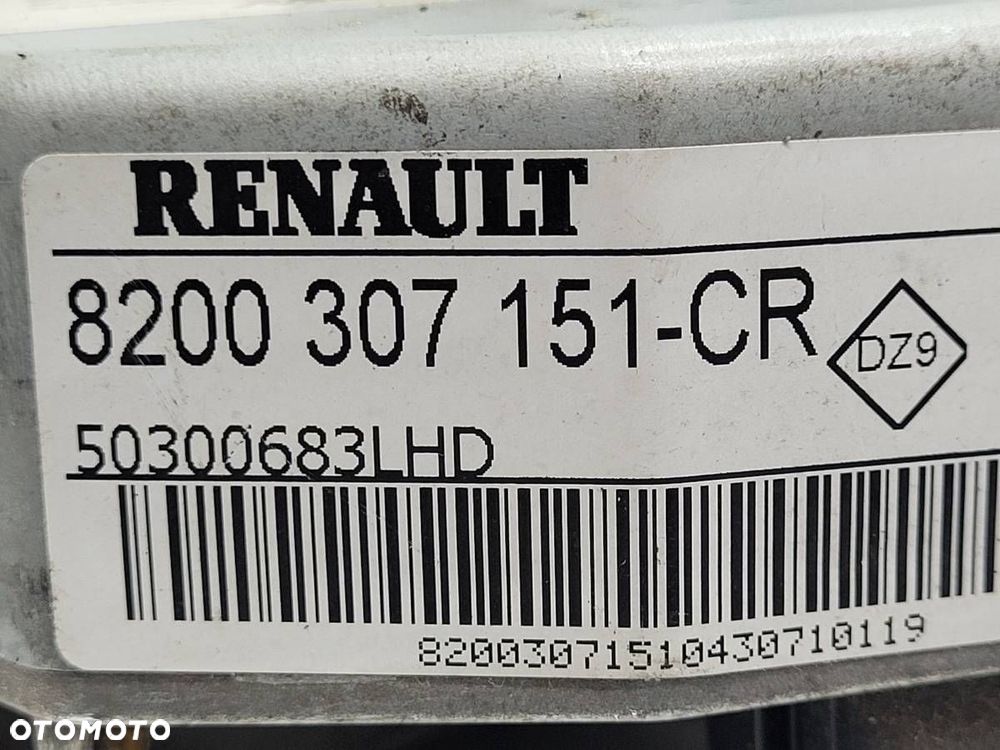 RENAULT
8200 307 151-CR
DZ9
50300683LHD
82003071510430710119
OTOMOTO